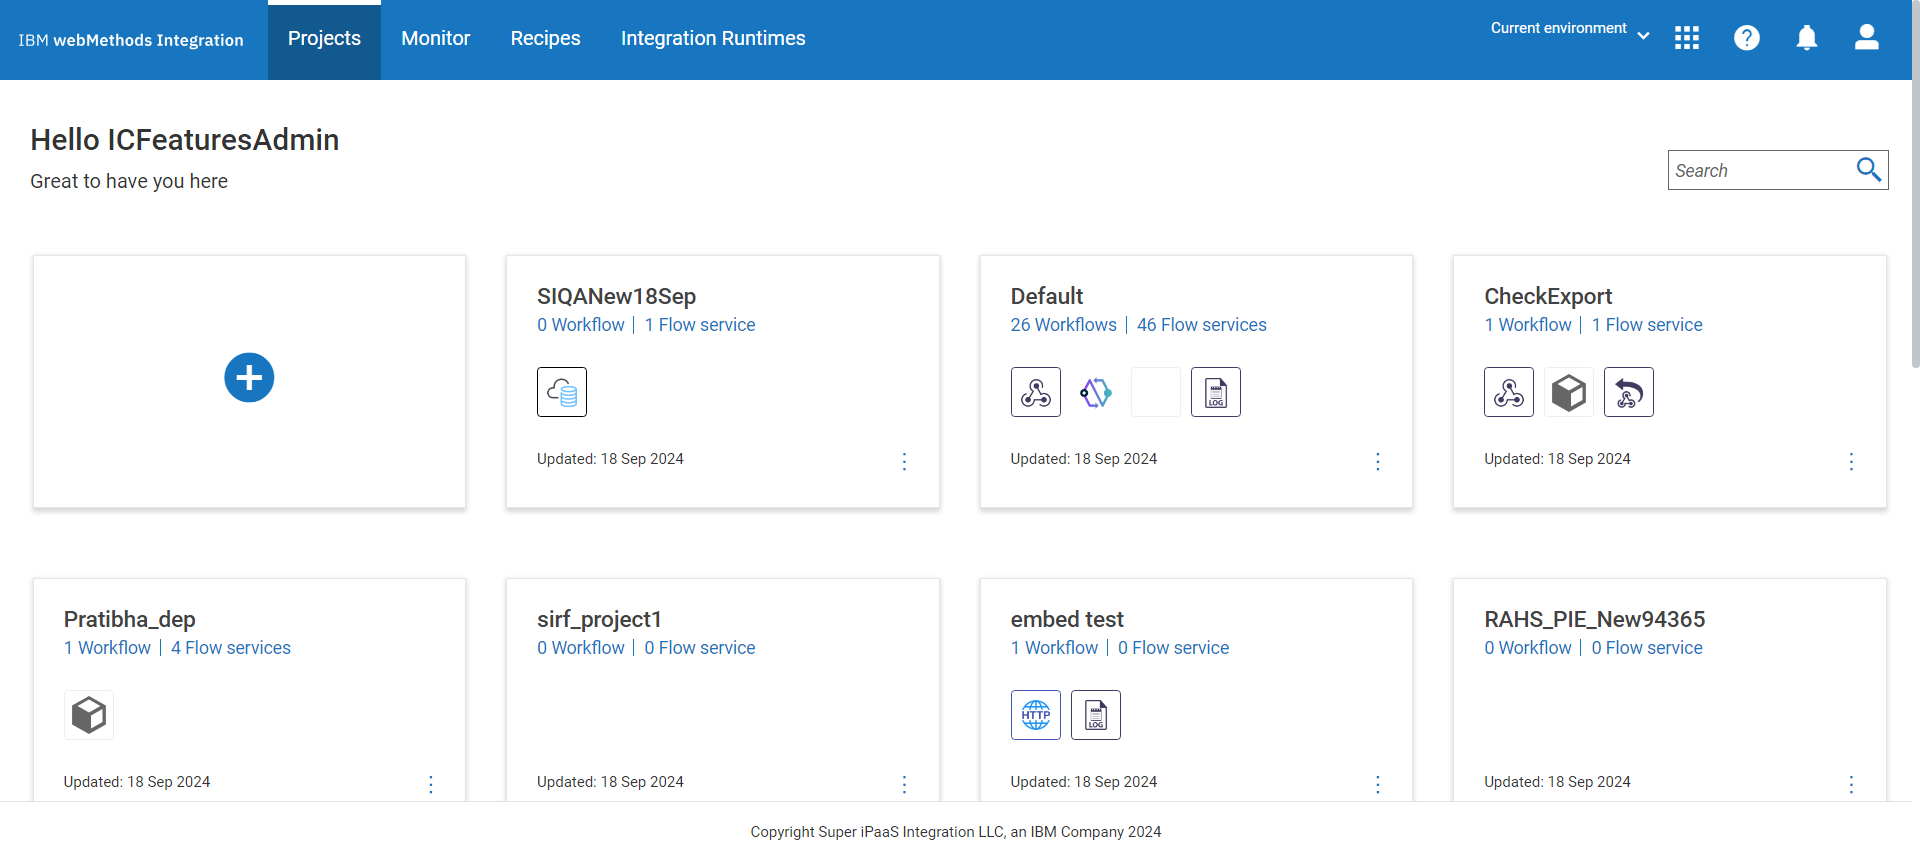 IBM webMethods Integration
Projects
Monitor
Recipes
Integration Runtimes
Current environment
?
Hello ICFeaturesAdmin
Great to have you here
Search
SIQANew18Sep
0 Workflow | 1 Flow service
Updated: 18 Sep 2024
Default
26 Workflows | 46 Flow services
LOG
Updated: 18 Sep 2024
CheckExport
1 Workflow | 1 Flow service
Updated: 18 Sep 2024
Pratibha_dep
1 Workflow | 4 Flow services
Updated: 18 Sep 2024
sirf_project1
0 Workflow | 0 Flow service
Updated: 18 Sep 2024
embed test
1 Workflow | 0 Flow service
HTTP
LOG
Updated: 18 Sep 2024
RAHS_PIE_New94365
0 Workflow | 0 Flow service
Updated: 18 Sep 2024
Copyright Super iPaaS Integration LLC, an IBM Company 2024